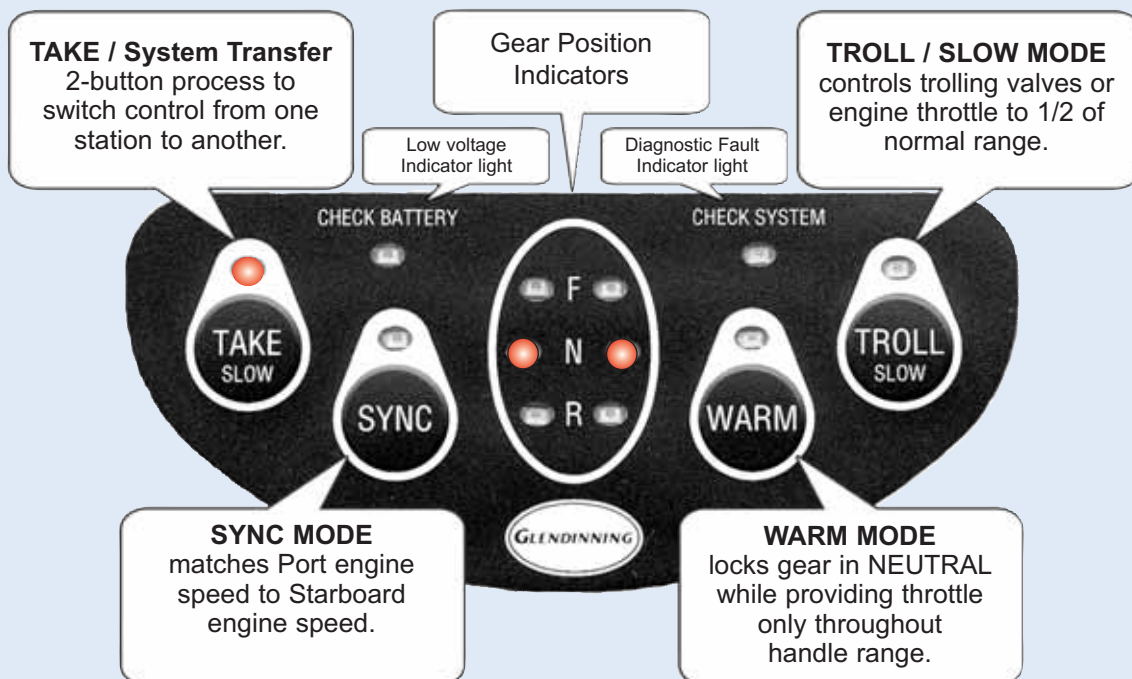 TAKE / System Transfer
2-button process to
switch control from one
station to another.
Gear Position
Indicators
TROLL / SLOW MODE
controls trolling valves or
engine throttle to 1/2 of
normal range.
Low voltage
Indicator light
Diagnostic Fault
Indicator light
CHECK BATTERY
CHECK SYSTEM
TAKE
SLOW
SYNC
F
N
R
WARM
TROLL
SLOW
GLENDINNING
SYNC MODE
matches Port engine
speed to Starboard
engine speed.
WARM MODE
locks gear in NEUTRAL
while providing throttle
only throughout
handle range.